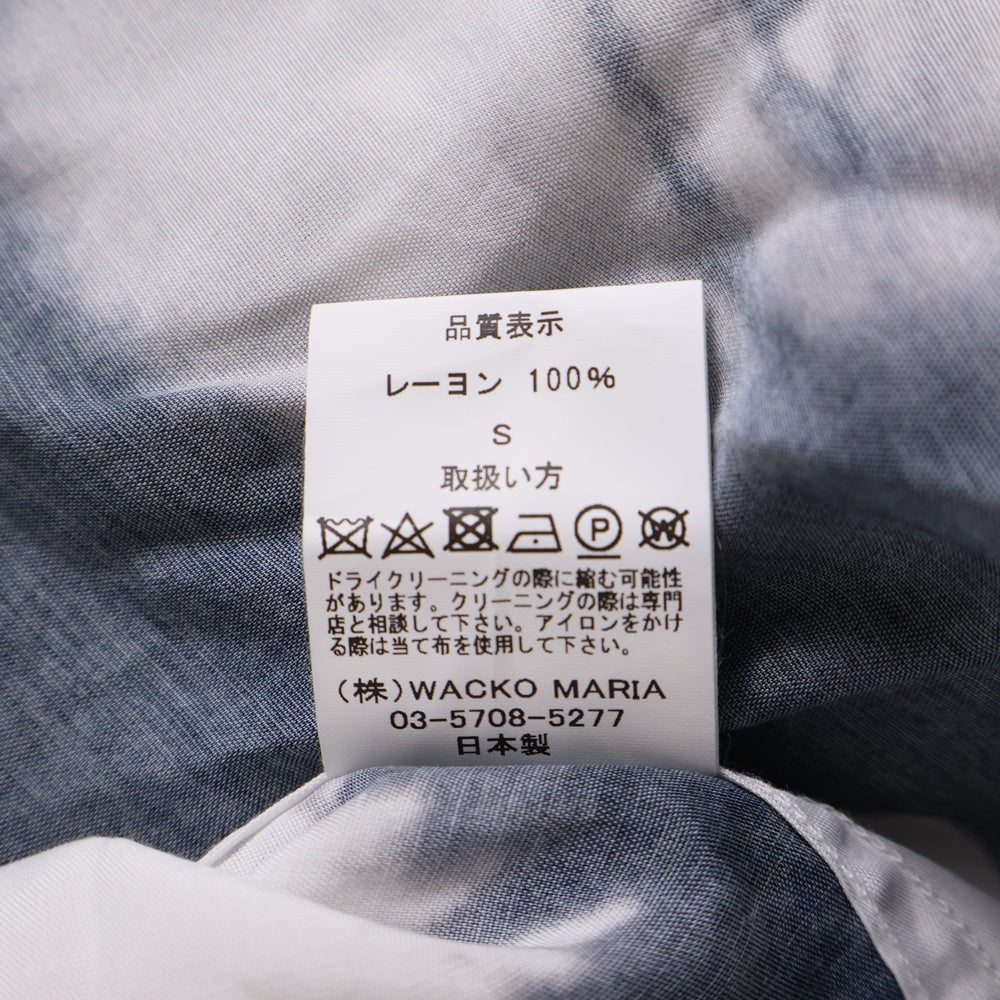 品質表示
レーヨン 100%
S
取扱い方
P W
ドライクリーニングの際に縮む可能性
があります。クリーニングの際は専門
店と相談して下さい。アイロンをかけ
る際は当て布を使用して下さい。
(株)WACKO MARIA
03-5708-5277
日本製